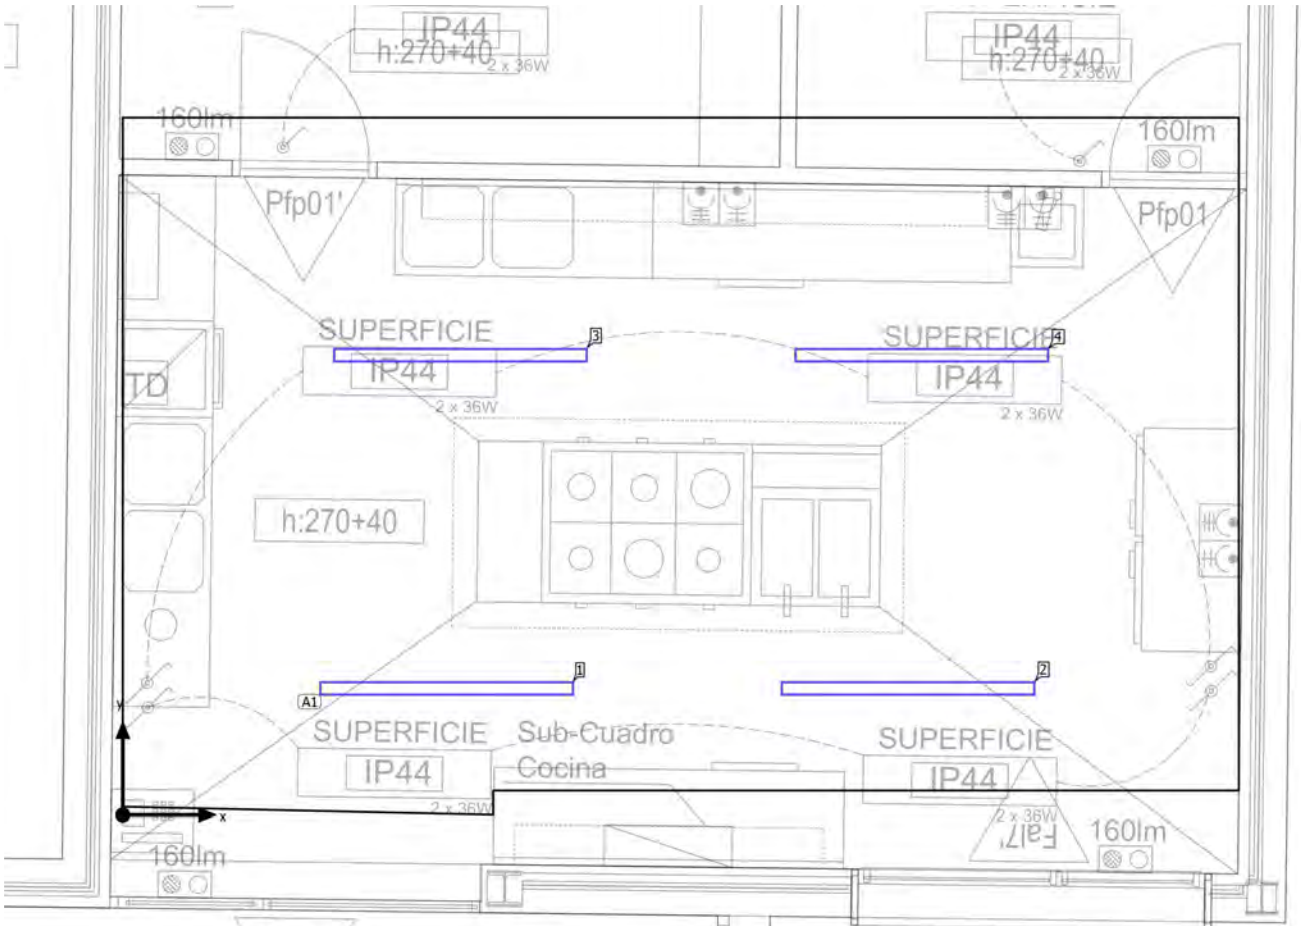 IP44
h:270+40
2 x 36W
IP44
h:270+40
2 x 36W
160lm
160lm
Pfp01'
Pfp01
SUPERFICIE
3
SUPERFICIE
4
IP44
IP44
TD
2 x 36W
2 x 36W
h:270+40
1
2
A1
y
SUPERFICIE
Sub-Cuadro
SUPERFICIE
Cocina
IP44
IP44
2 x 36W
2 x 36W
x
Fal7'
160lm
160lm